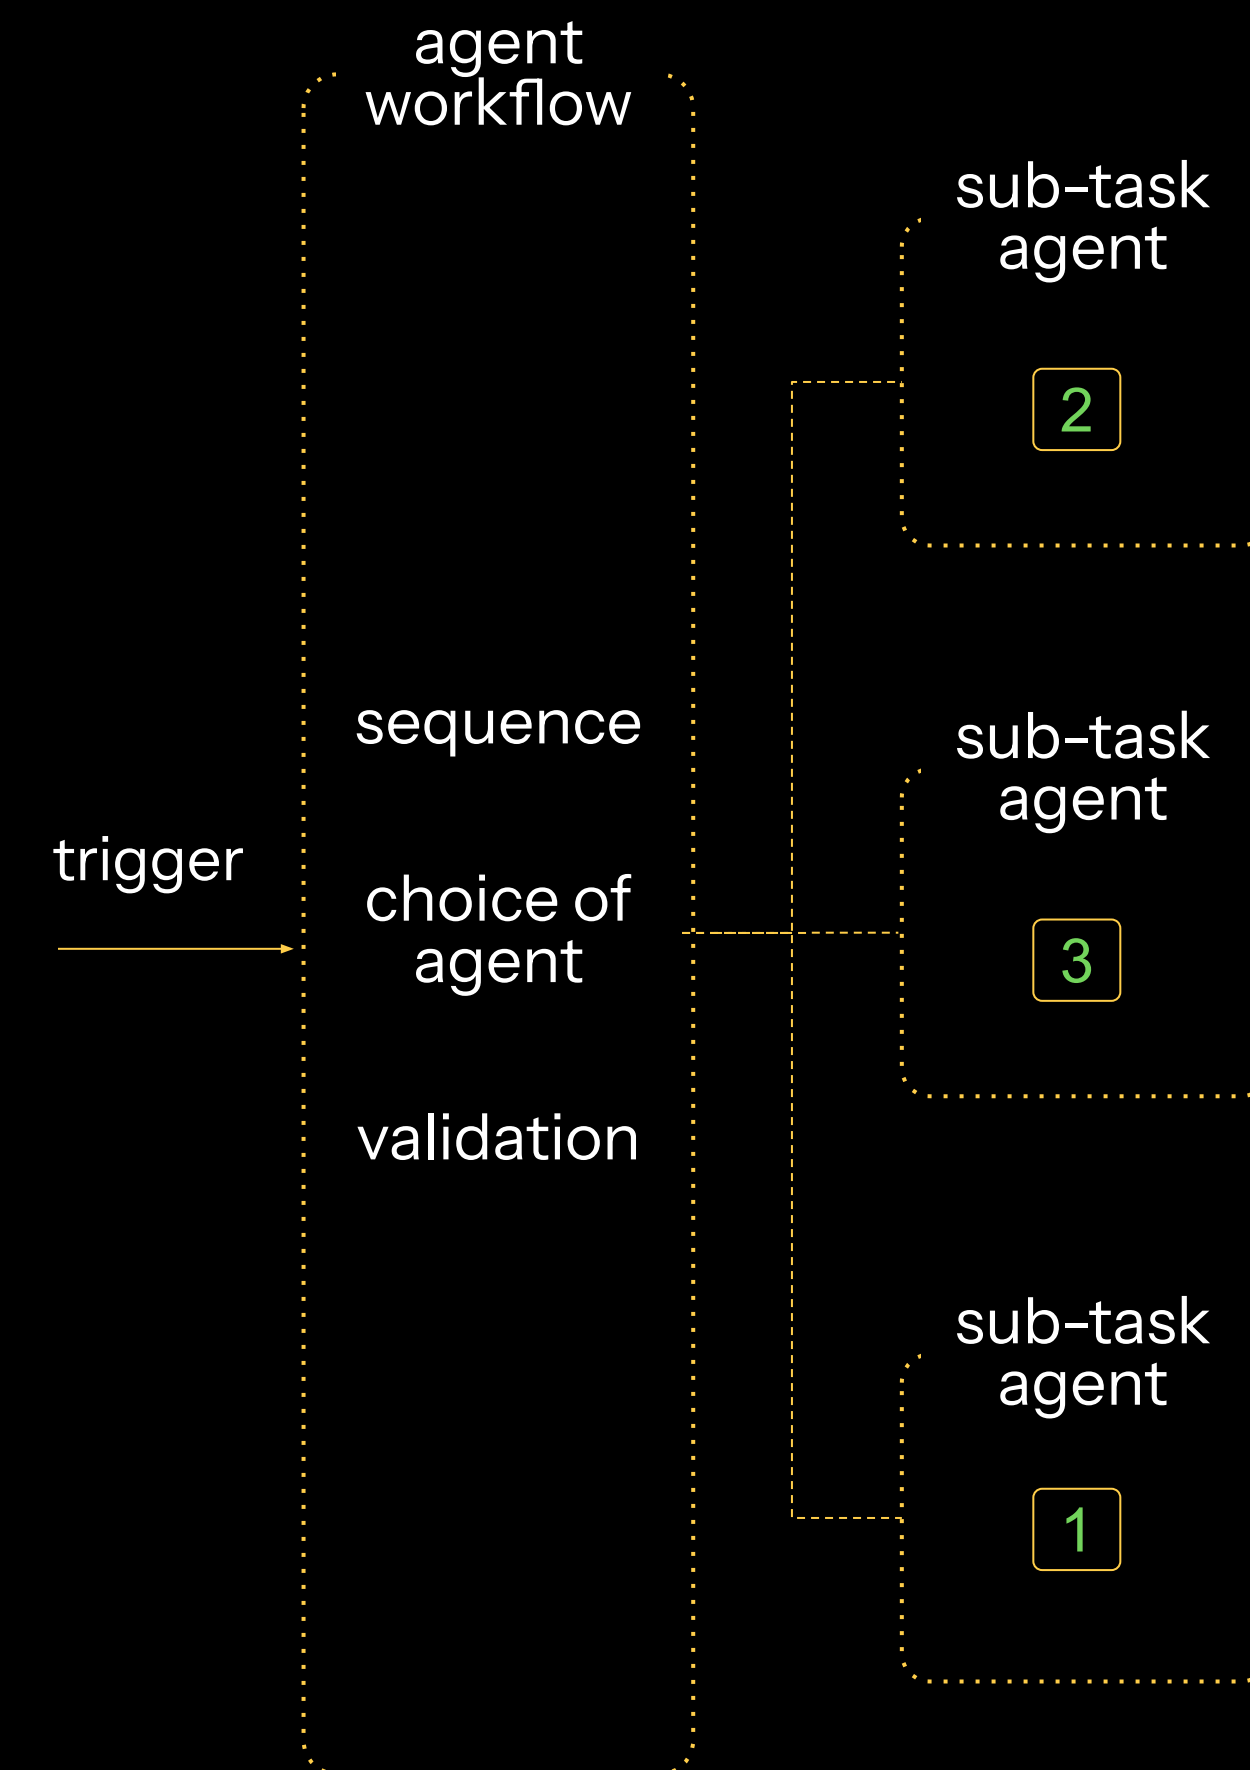 agent
workflow
sub-task
agent
2
sequence
sub-task
agent
trigger
choice of
agent
3
validation
sub-task
agent
1